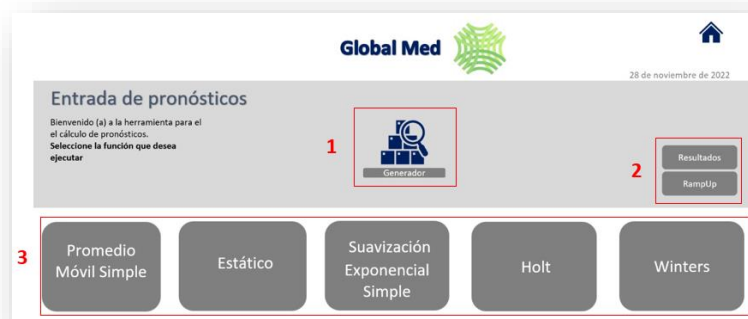 Global Med
28 de noviembre de 2022
Entrada de pronósticos
Bienvenido (a) a la herramienta para el
el cálculo de pronósticos.
Seleccione la función que desea
ejecutar
1
Generador
2
Resultados
RampUp
3
Promedio
Móvil Simple
Estático
Suavización
Exponencial
Simple
Holt
Winters